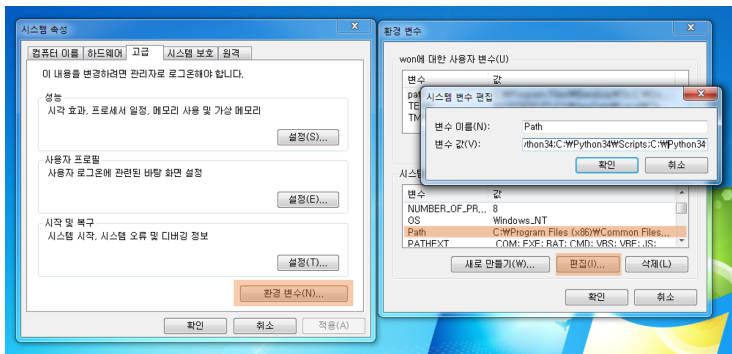 시스템 속성
컴퓨터 이름 하드웨어 고급 시스템 보호 원격
이 내용을 변경하려면 관리자로 로그온해야 합니다.
성능
시각 효과, 프로세서 일정, 메모리 사용 및 가상 메모리
설정(S)...
사용자 프로필
사용자 로그온에 관련된 바탕 화면 설정
설정(E)...
시작 및 복구
시스템 시작, 시스템 오류 및 디버깅 정보
설정(T)...
환경 변수(N)...
확인 취소 적용(A)
환경 변수
won에 대한 사용자 변수(U)
변수 값
시스템 변수 편집
변수 이름(N): Path
변수 값(V): thon34;C:₩Python34₩Scripts;C:₩Python34
확인 취소
변수 값
NUMBER_OF_PR... 8
OS Windows_NT
Path C:₩Program Files (x86)₩Common Files...
PATHEXT .COM;.EXE;.BAT;.CMD;.VBS;.VBE;.JS;
새로 만들기(W)... 편집(I)... 삭제(L)
확인 취소